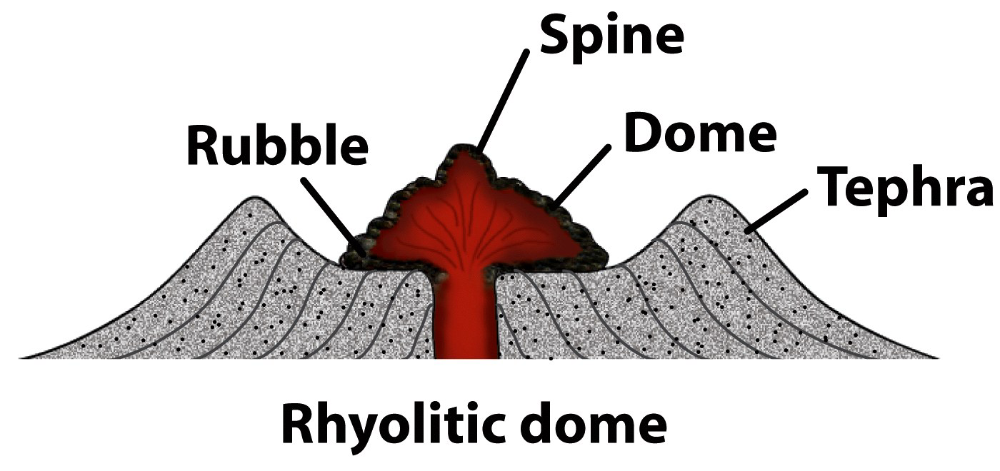 Spine
Dome
Rubble
Tephra
Rhyolitic dome